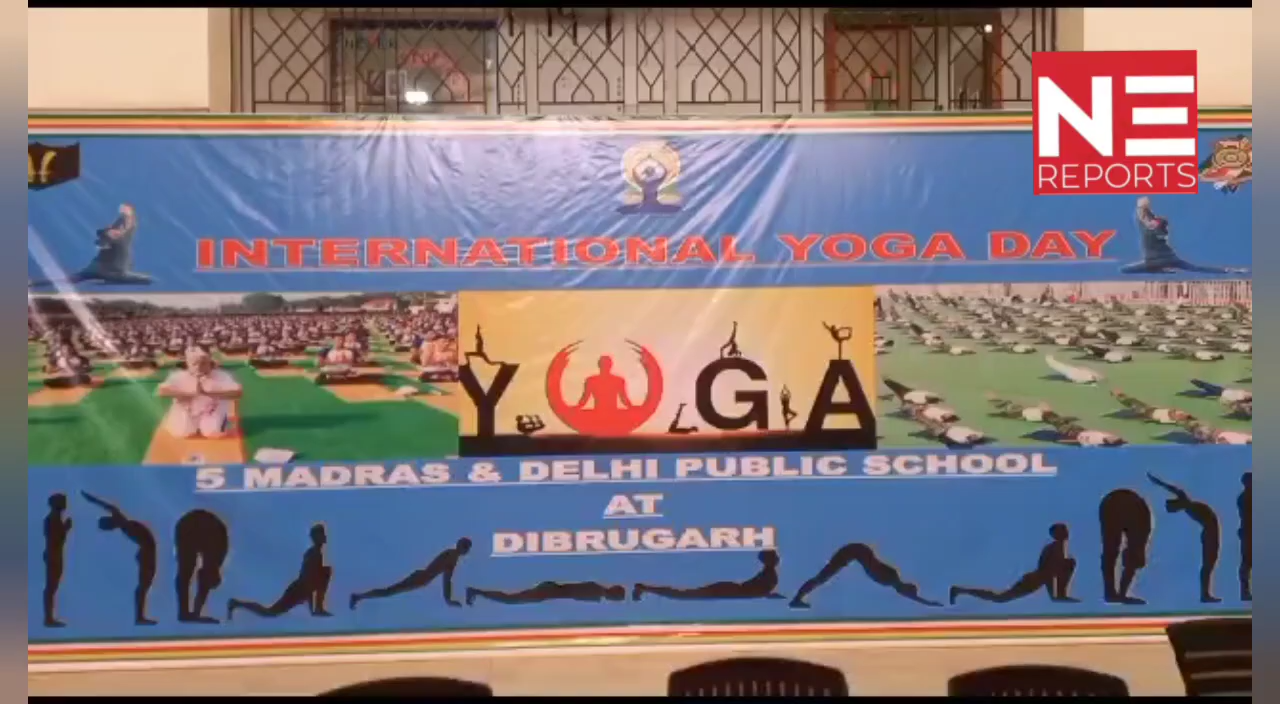 NE
REPORTS
INTERNATIONAL YOGA DAY
YOGA
5 MADRAS & DELHI PUBLIC SCHOOL
AT
DIBRUGARH